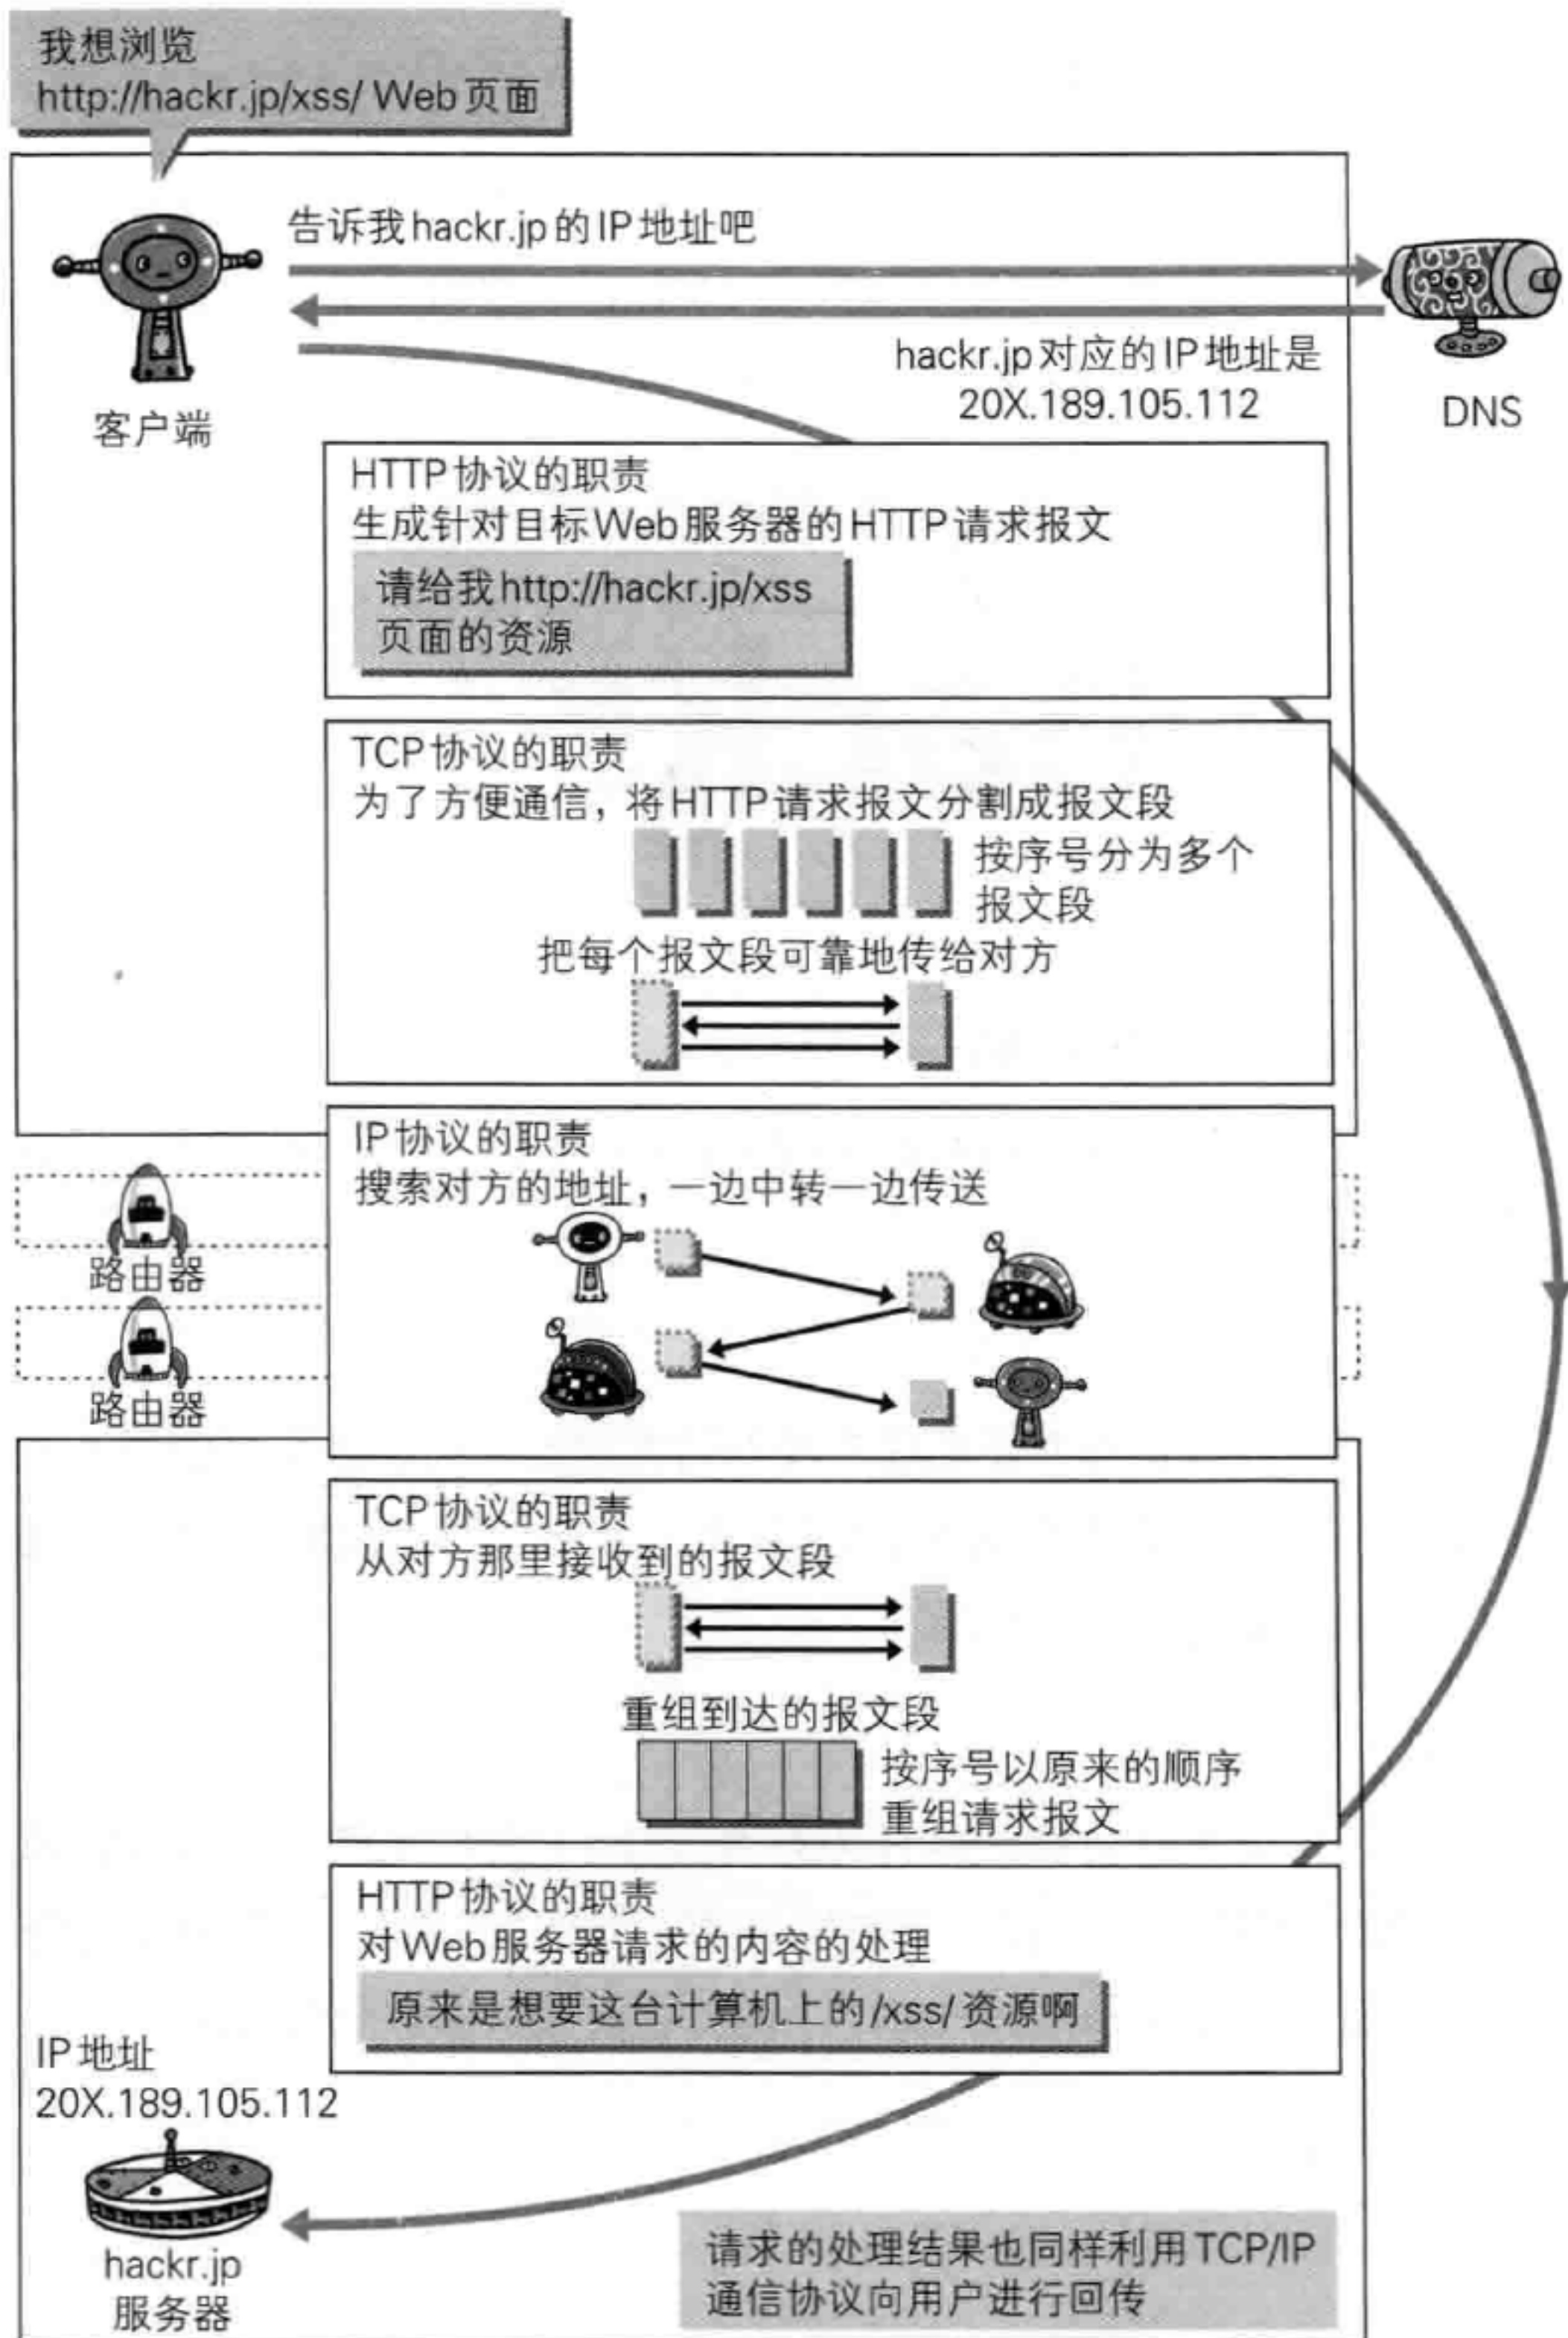 我想浏览
http://hackr.jp/xss/ Web页面
告诉我hackr.jp的IP地址吧
hackr.jp对应的IP地址是
20X.189.105.112
客户端
DNS
HTTP协议的职责
生成针对目标Web服务器的HTTP请求报文
请给我http://hackr.jp/xss
页面的资源
TCP协议的职责
为了方便通信，将HTTP请求报文分割成报文段
按序号分为多个
报文段
把每个报文段可靠地传给对方
IP协议的职责
搜索对方的地址，一边中转一边传送
路由器
路由器
TCP协议的职责
从对方那里接收到的报文段
重组到达的报文段
按序号以原来的顺序
重组请求报文
HTTP协议的职责
对Web服务器请求的内容的处理
原来是想要这台计算机上的/xss/资源啊
IP地址
20X.189.105.112
hackr.jp
服务器
请求的处理结果也同样利用TCP/IP
通信协议向用户进行回传